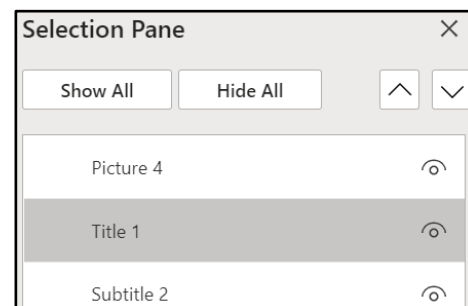 Selection Pane
Show All Hide All
Picture 4
Title 1
Subtitle 2